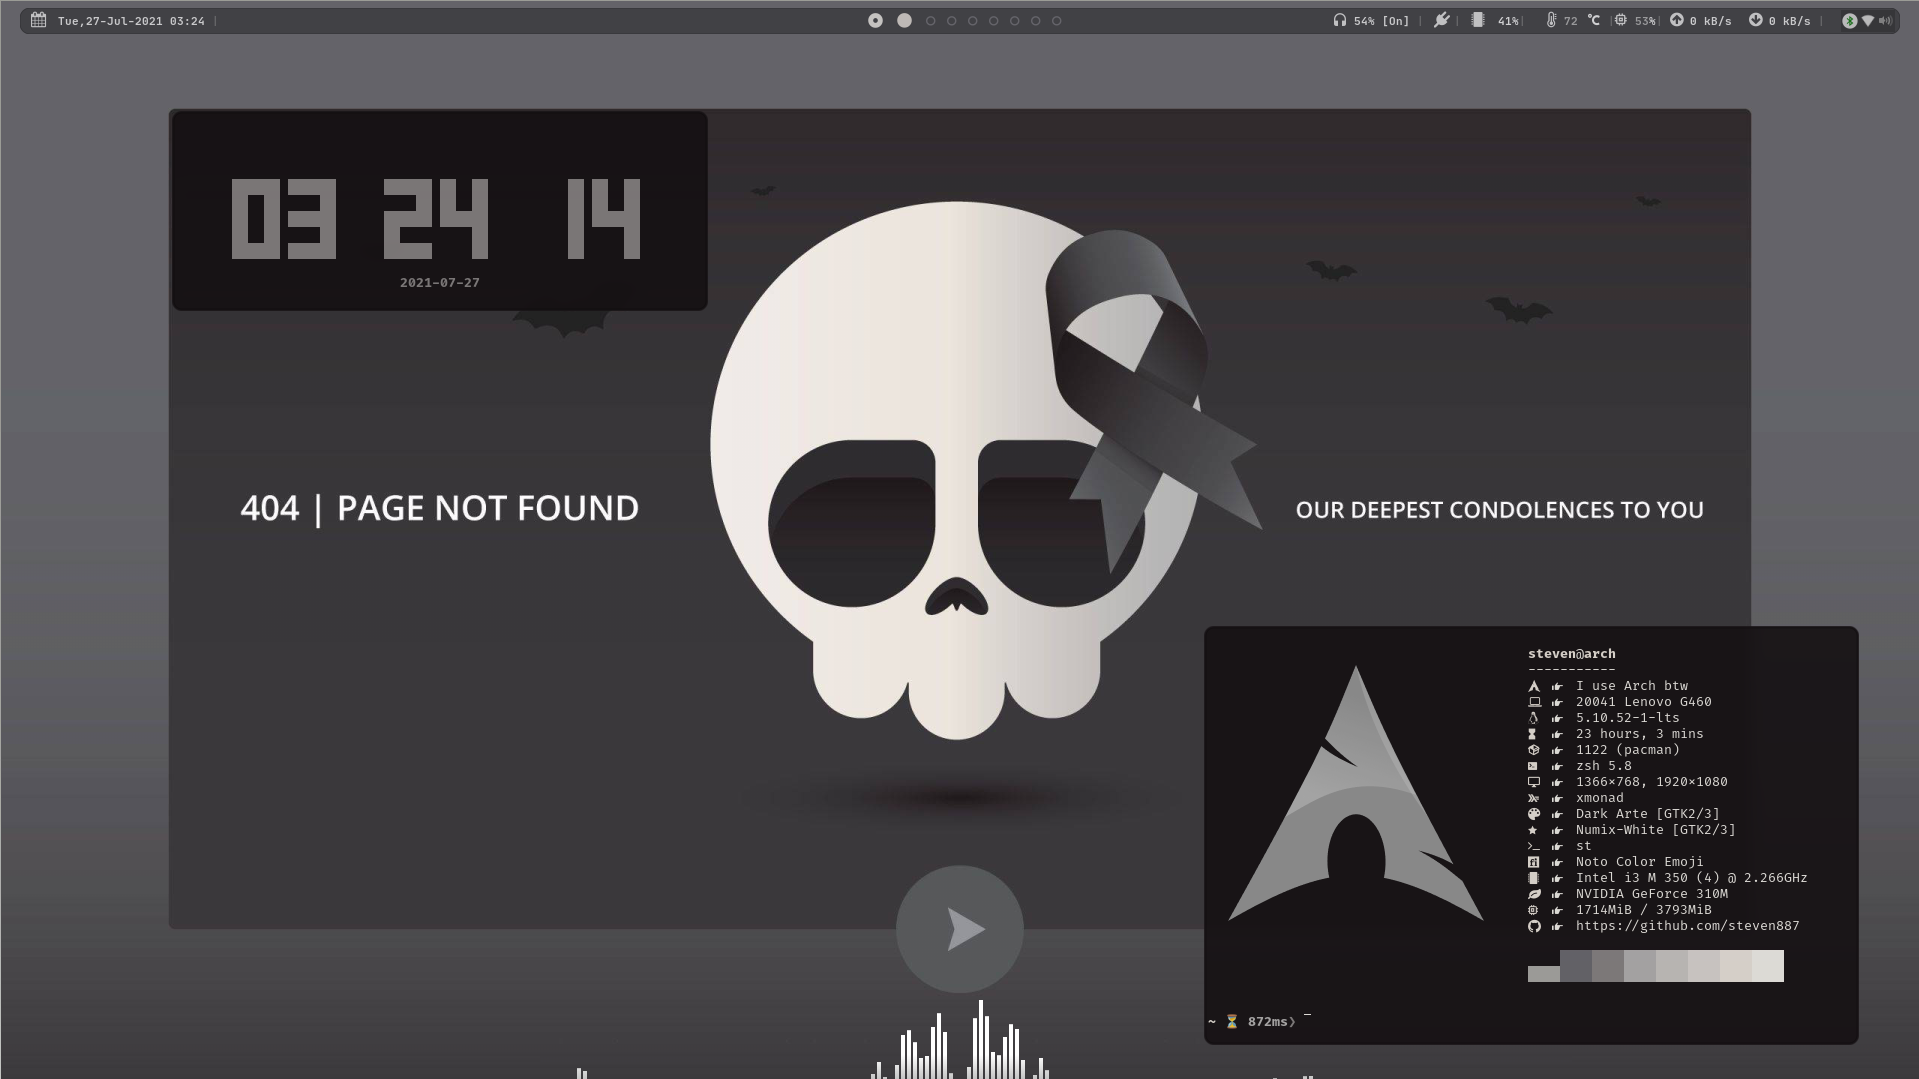 Tue,27-Jul-2021 03:24 |
54% [On] | | 41% | 72 °C | 53% | 0 kB/s 0 kB/s |
03 24 14
2021-07-27
404 | PAGE NOT FOUND
OUR DEEPEST CONDOLENCES TO YOU
steven@arch
-----------
I use Arch btw
20041 Lenovo G460
5.10.52-1-lts
23 hours, 3 mins
1122 (pacman)
zsh 5.8
1366×768, 1920×1080
xmonad
Dark Arte [GTK2/3]
Numix-White [GTK2/3]
st
Noto Color Emoji
Intel i3 M 350 (4) @ 2.266GHz
NVIDIA GeForce 310M
1714MiB / 3793MiB
https://github.com/steven887
~ ⏳ 872ms❯ _